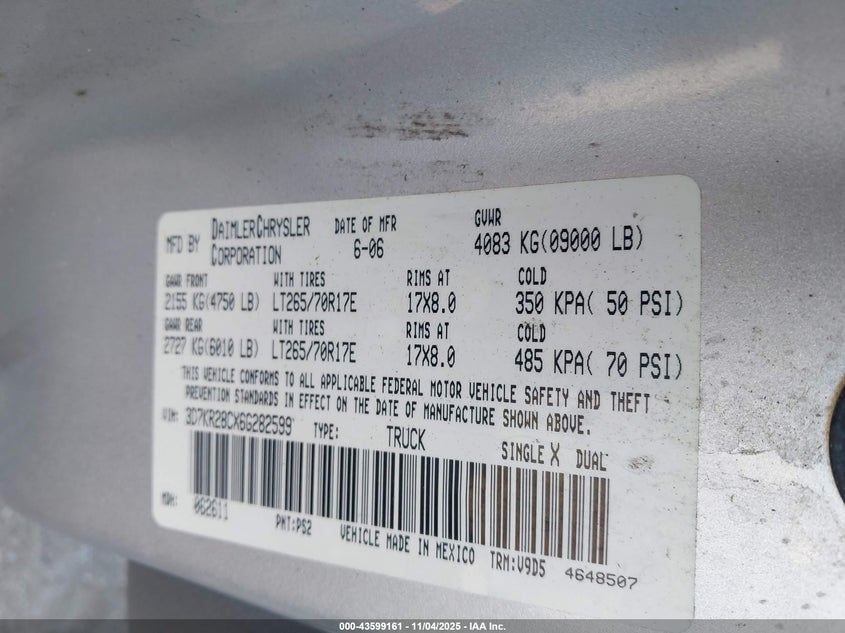 MFD BY DAIMLERCHRYSLER CORPORATION DATE OF MFR 6-06 GVWR 4083 KG(09000 LB)
GAWR FRONT WITH TIRES RIMS AT COLD
2155 KG(4750 LB) LT265/70R17E 17X8.0 350 KPA( 50 PSI)
GAWR REAR WITH TIRES RIMS AT COLD
2727 KG(6010 LB) LT265/70R17E 17X8.0 485 KPA( 70 PSI)
THIS VEHICLE CONFORMS TO ALL APPLICABLE FEDERAL MOTOR VEHICLE SAFETY AND THEFT
PREVENTION STANDARDS IN EFFECT ON THE DATE OF MANUFACTURE SHOWN ABOVE.
VIN: 3D7KR28CX6G282599 TYPE: TRUCK SINGLE X DUAL
MDH: 062611 PNT:PS2 VEHICLE MADE IN MEXICO TRM:V9D5 4648507
000-43599161 - 11/04/2025 - IAA Inc.